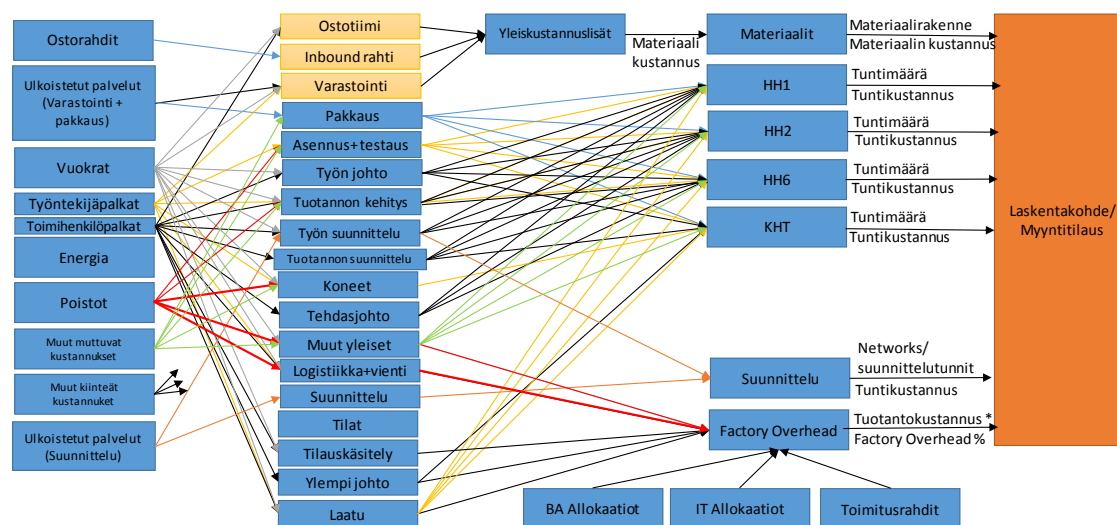 Ostorahdit
Ulkoistetut palvelut
(Varastointi +
pakkaus)
Vuokrat
Työntekijäpalkat
Toimihenkilöpalkat
Energia
Poistot
Muut muttuvat
kustannukset
Muut kiinteät
kustannuket
Ulkoistetut palvelut
(Suunnittelu)
Ostotiimi
Inbound rahti
Varastointi
Pakkaus
Asennus+testaus
Työn johto
Tuotannon kehitys
Työn suunnittelu
Tuotannon suunnittelu
Koneet
Tehdasjohto
Muut yleiset
Logistiikka+vienti
Suunnittelu
Tilat
Tilauskäsitely
Ylempi johto
Laatu
Yleiskustannuslisät
Materiaali
kustannus
Materiaalit
HH1
HH2
HH6
KHT
Suunnittelu
Factory Overhead
BA Allokaatiot
IT Allokaatiot
Toimitusrahdit
Materiaalirakenne
Materiaalin kustannus
Tuntimäärä
Tuntikustannus
Tuntimäärä
Tuntikustannus
Tuntimäärä
Tuntikustannus
Tuntimäärä
Tuntikustannus
Networks/
suunnittelutunnit
Tuntikustannus
Tuotantokustannus *
Factory Overhead %
Laskentakohde/
Myyntitilaus